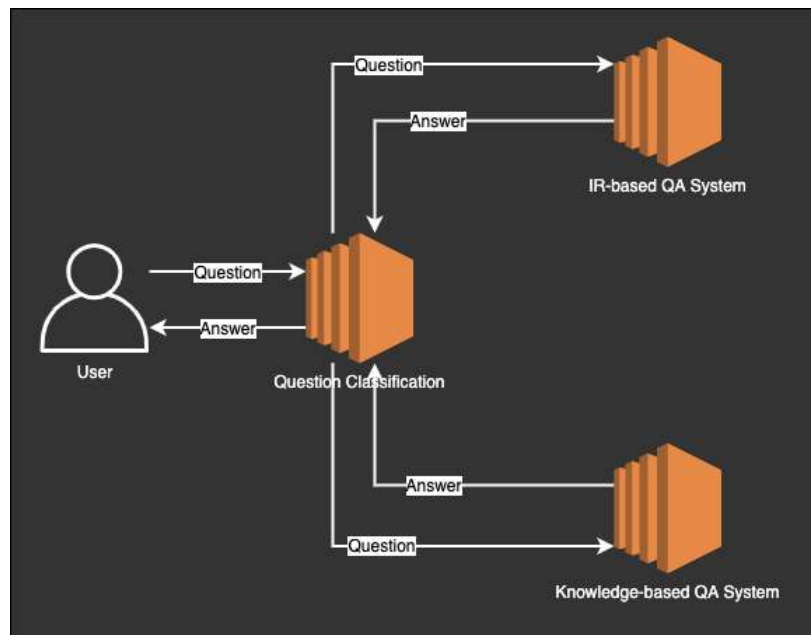 Question
Answer
IR-based QA System
Question
Answer
User
Question Classification
Answer
Question
Knowledge-based QA System